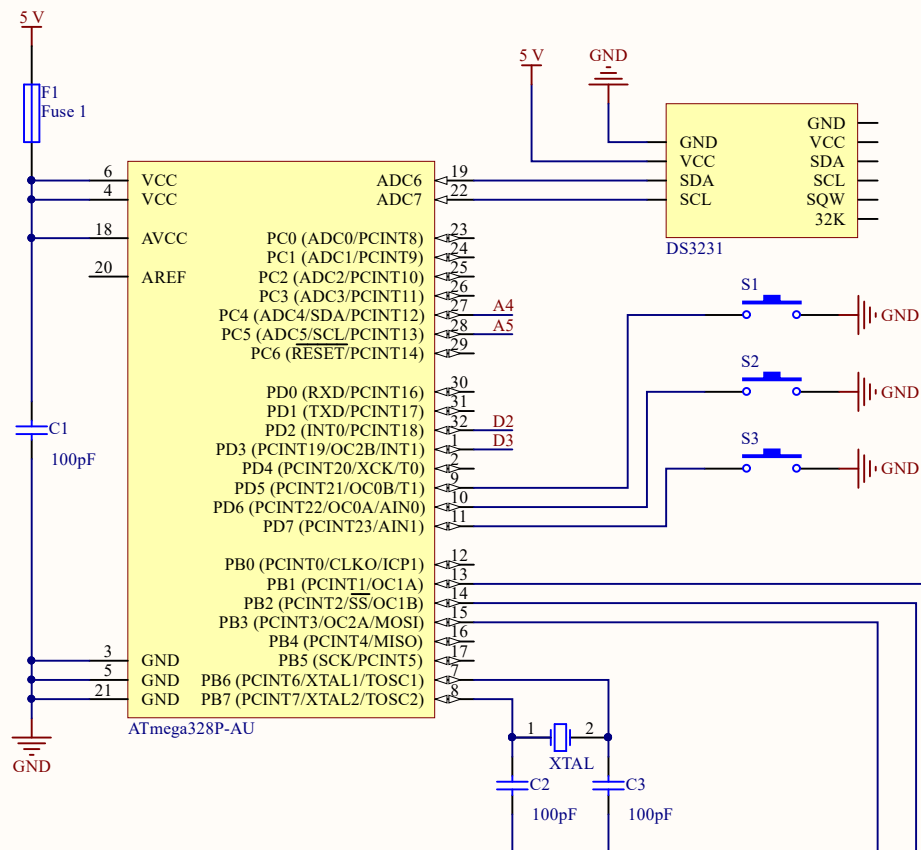 5 V
F1
Fuse 1
5 V
GND
GND
VCC
SDA
SCL
GND
VCC
SDA
SCL
SQW
32K
DS3231
6 VCC
4 VCC
18 AVCC
20 AREF
3 GND
5 GND
21 GND
ADC6 19
ADC7 22
PC0 (ADC0/PCINT8) 23
PC1 (ADC1/PCINT9) 24
PC2 (ADC2/PCINT10) 25
PC3 (ADC3/PCINT11) 26
PC4 (ADC4/SDA/PCINT12) 27 A4
PC5 (ADC5/SCL/PCINT13) 28 A5
PC6 (RESET/PCINT14) 29
PD0 (RXD/PCINT16) 30
PD1 (TXD/PCINT17) 31
PD2 (INT0/PCINT18) 32 D2
PD3 (PCINT19/OC2B/INT1) 1 D3
PD4 (PCINT20/XCK/T0) 2
PD5 (PCINT21/OC0B/T1) 9
PD6 (PCINT22/OC0A/AIN0) 10
PD7 (PCINT23/AIN1) 11
PB0 (PCINT0/CLKO/ICP1) 12
PB1 (PCINT1/OC1A) 13
PB2 (PCINT2/SS/OC1B) 14
PB3 (PCINT3/OC2A/MOSI) 15
PB4 (PCINT4/MISO) 16
PB5 (SCK/PCINT5) 17
PB6 (PCINT6/XTAL1/TOSC1) 7
PB7 (PCINT7/XTAL2/TOSC2) 8
ATmega328P-AU
C1
100pF
GND
S1
GND
S2
GND
S3
GND
1 2
XTAL
C2
100pF
C3
100pF